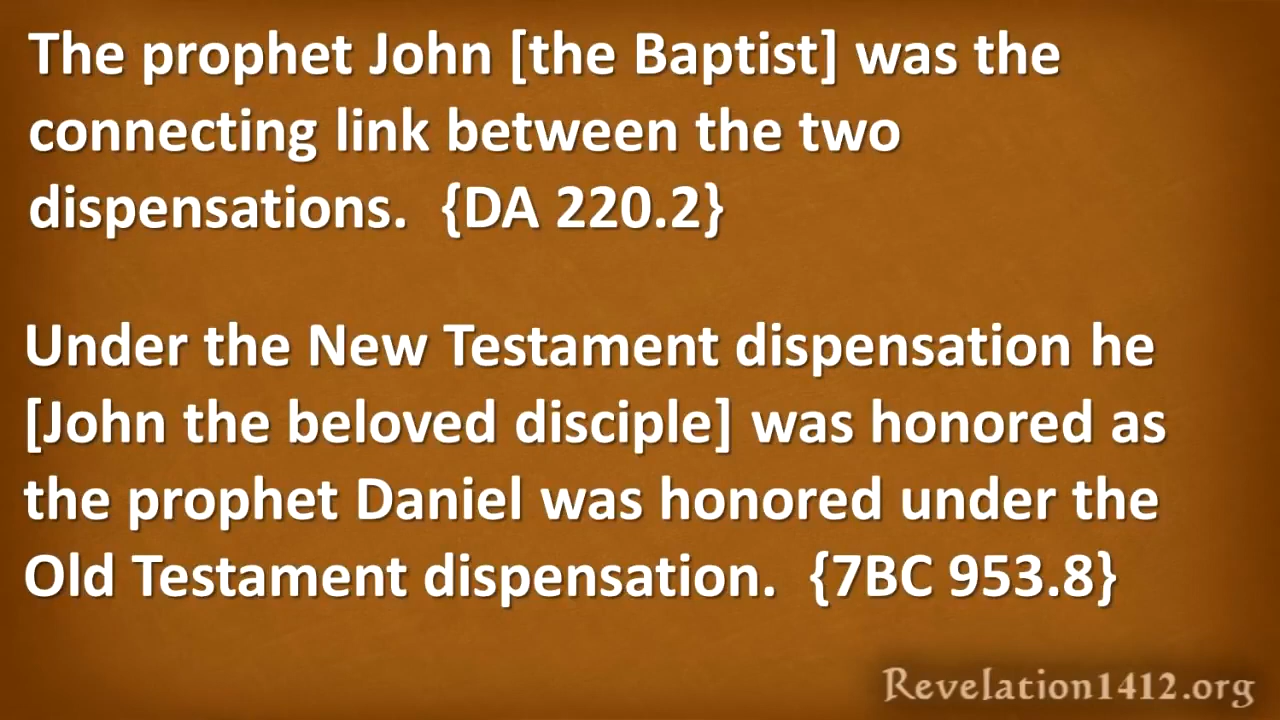 The prophet John [the Baptist] was the
connecting link between the two
dispensations.  {DA 220.2}
Under the New Testament dispensation he
[John the beloved disciple] was honored as
the prophet Daniel was honored under the
Old Testament dispensation.  {7BC 953.8}
Revelation1412.org